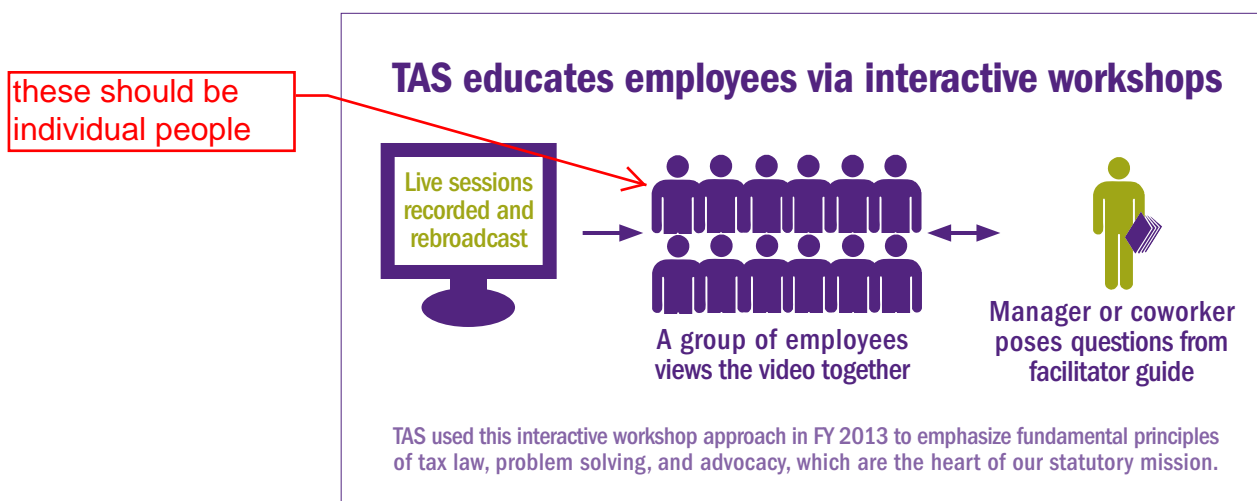 TAS educates employees via interactive workshops
these should be
individual people
Live sessions
recorded and
rebroadcast
A group of employees
views the video together
Manager or coworker
poses questions from
facilitator guide
TAS used this interactive workshop approach in FY 2013 to emphasize fundamental principles
of tax law, problem solving, and advocacy, which are the heart of our statutory mission.